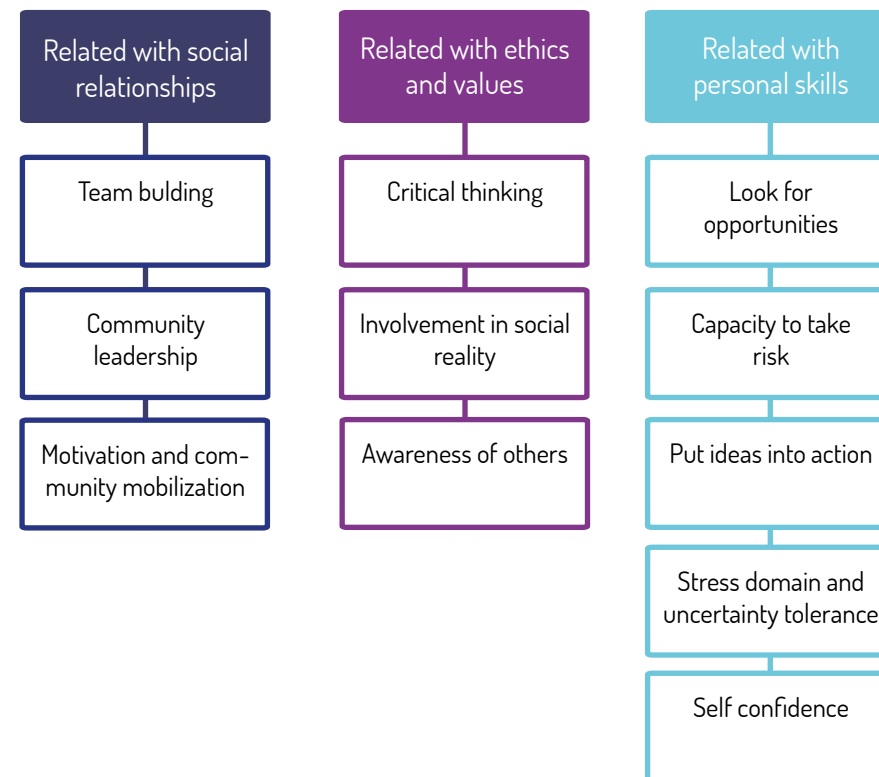 Related with social
relationships
Team bulding
Community
leadership
Motivation and com-
munity mobilization
Related with ethics
and values
Critical thinking
Involvement in social
reality
Awareness of others
Related with
personal skills
Look for
opportunities
Capacity to take
risk
Put ideas into action
Stress domain and
uncertainty tolerance
Self confidence